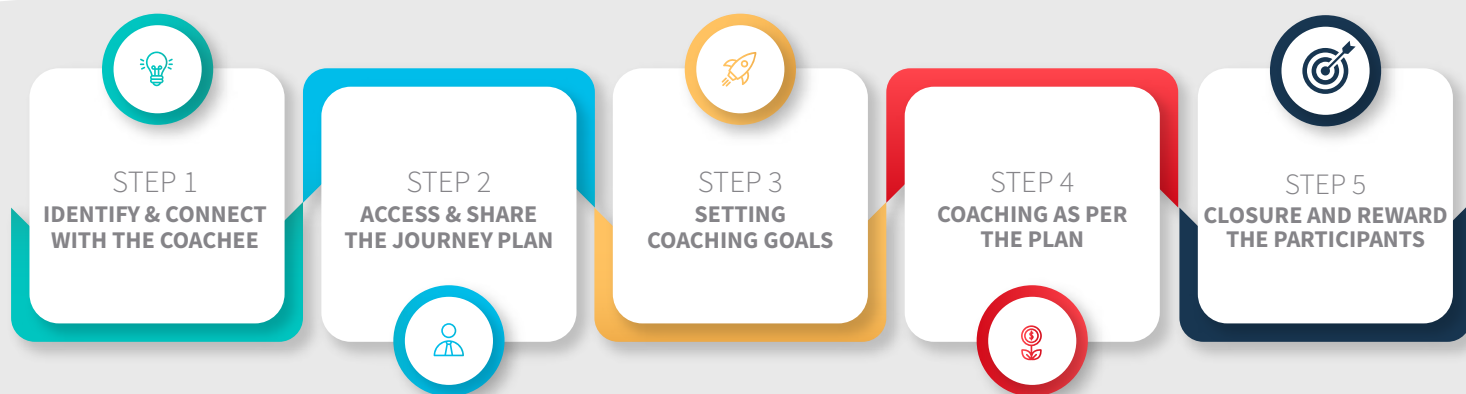 STEP 1
IDENTIFY & CONNECT
WITH THE COACHEE
STEP 2
ACCESS & SHARE
THE JOURNEY PLAN
STEP 3
SETTING
COACHING GOALS
STEP 4
COACHING AS PER
THE PLAN
STEP 5
CLOSURE AND REWARD
THE PARTICIPANTS
$